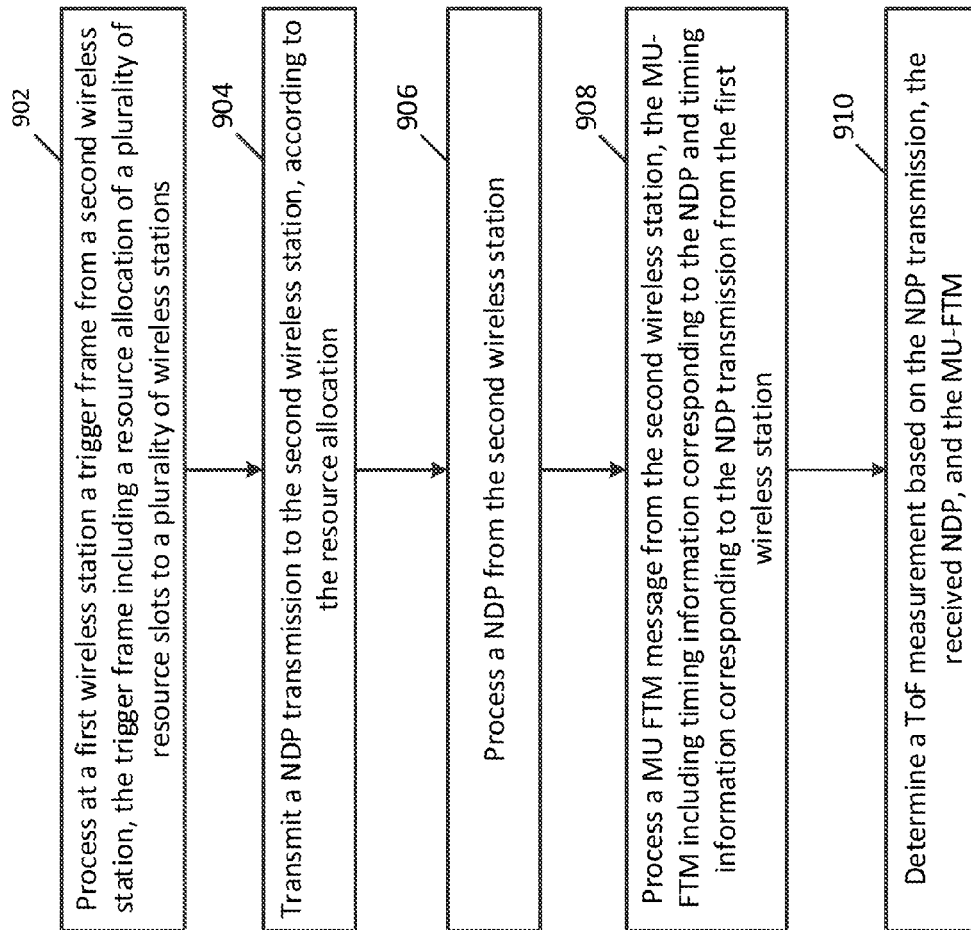 902
Process at a first wireless station a trigger frame from a second wireless
station, the trigger frame including a resource allocation of a plurality of
resource slots to a plurality of wireless stations
904
Transmit a NDP transmission to the second wireless station, according to
the resource allocation
906
Process a NDP from the second wireless station
908
Process a MU FTM message from the second wireless station, the MU-
FTM including timing information corresponding to the NDP and timing
information corresponding to the NDP transmission from the first
wireless station
910
Determine a ToF measurement based on the NDP transmission, the
received NDP, and the MU-FTM